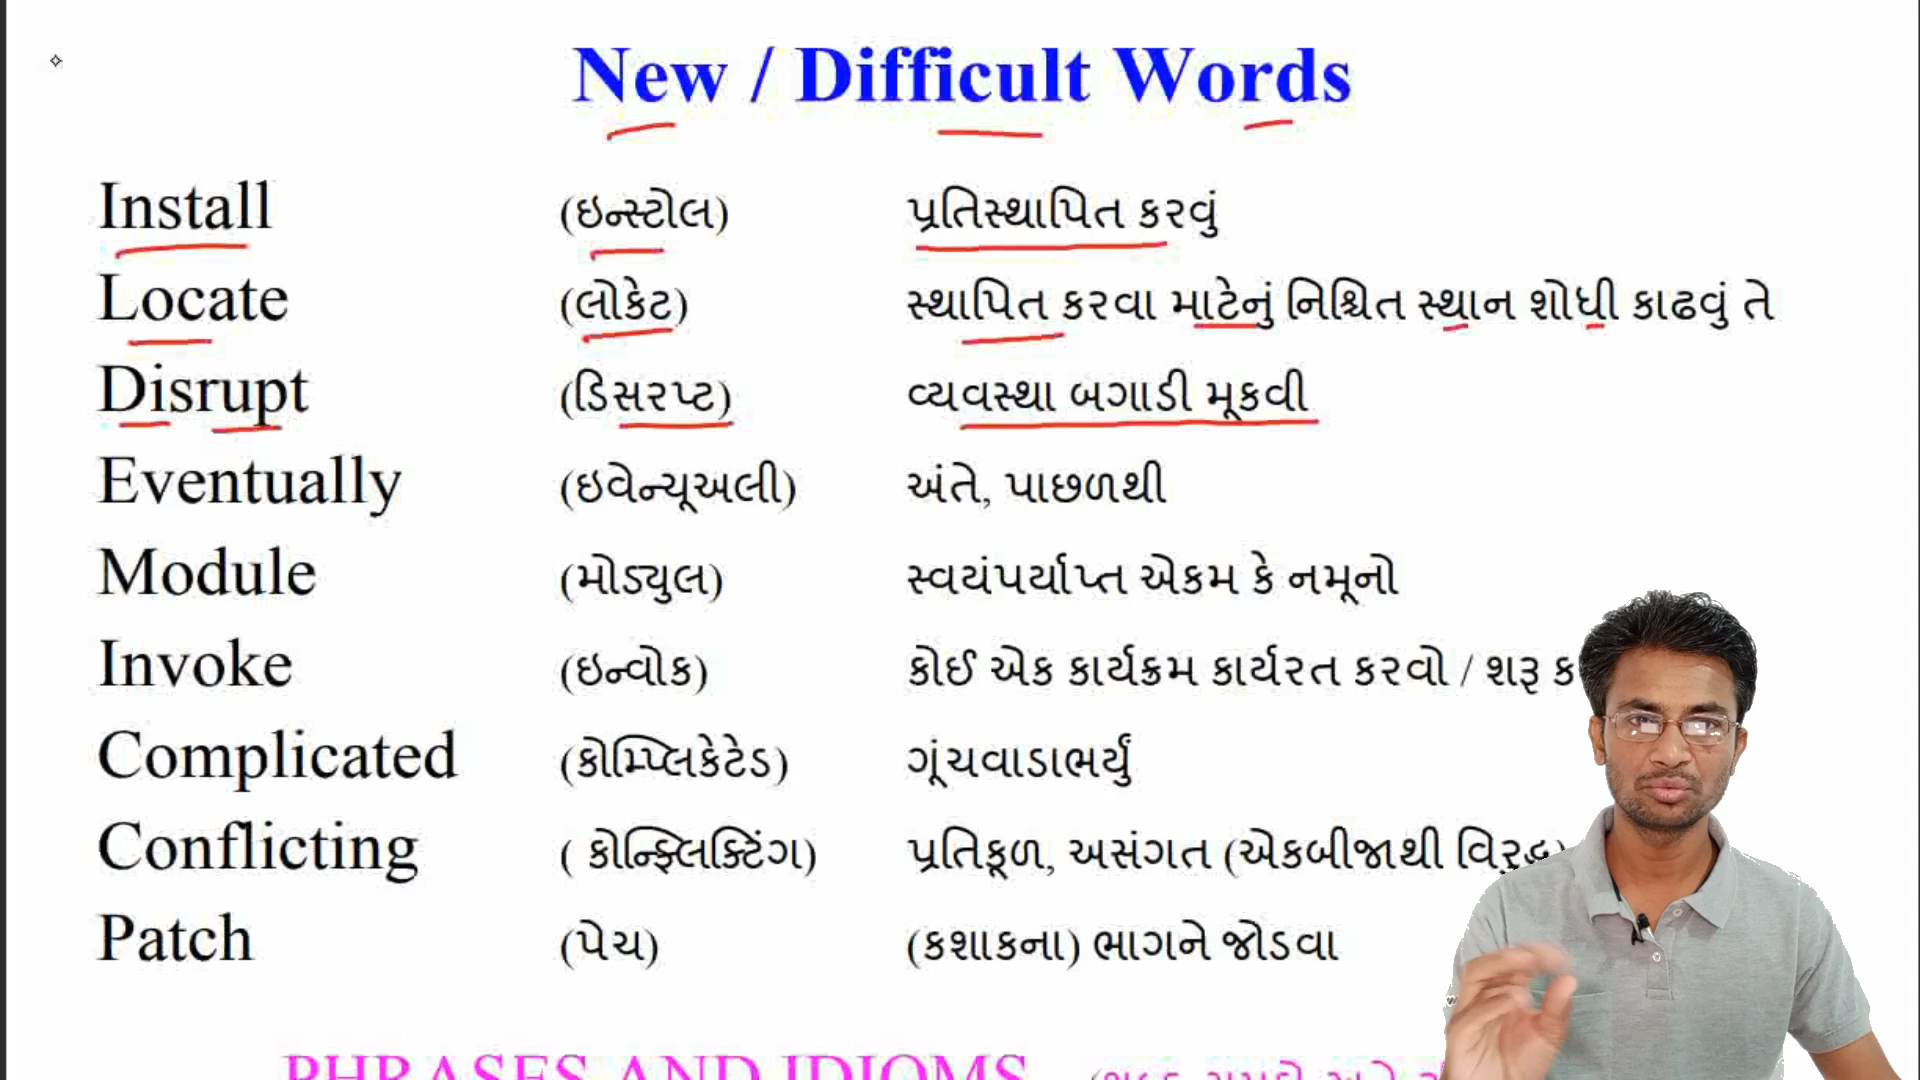 New / Difficult Words
Install (ઇન્સ્ટોલ) પ્રતિસ્થાપિત કરવું
Locate (લોકેટ) સ્થાપિત કરવા માટેનું નિશ્ચિત સ્થાન શોધી કાઢવું તે
Disrupt (ડિસરપ્ટ) વ્યવસ્થા બગાડી મૂકવી
Eventually (ઇવેન્યૂઅલી) અંતે, પાછળથી
Module (મોડ્યુલ) સ્વયંપર્યાપ્ત એકમ કે નમૂનો
Invoke (ઇન્વોક) કોઈ એક કાર્યક્રમ કાર્યરત કરવો / શરૂ ક
Complicated (કોમ્પ્લિકેટેડ) ગૂંચવાડાભર્યું
Conflicting ( કોન્ફ્લિક્ટિંગ) પ્રતિકૂળ, અસંગત (એકબીજાથી વિરુદ્ધ)
Patch (પેચ) (કશાકના) ભાગને જોડવા
PHRASES AND IDIOMS